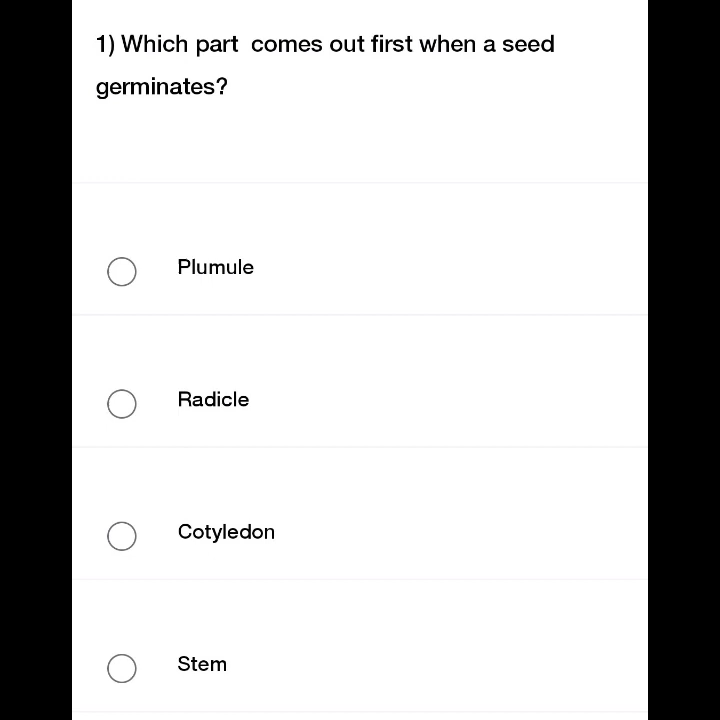 1) Which part  comes out first when a seed
germinates?
Plumule
Radicle
Cotyledon
Stem